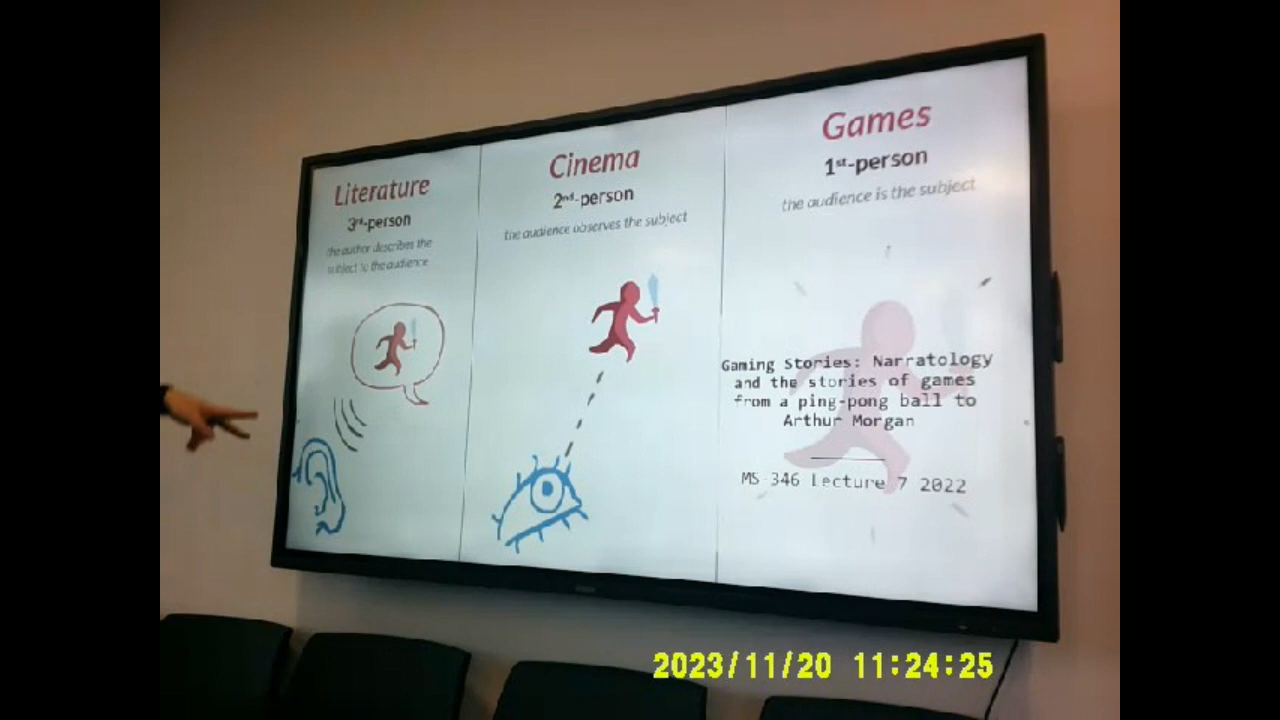 Literature
3rd-person
the author describes the
subject to the audience
Cinema
2nd-person
the audience observes the subject
Games
1st-person
the audience is the subject
Gaming Stories: Narratology
and the stories of games
from a ping-pong ball to
Arthur Morgan
MS 346 Lecture 7 2022
2023/11/20 11:24:25